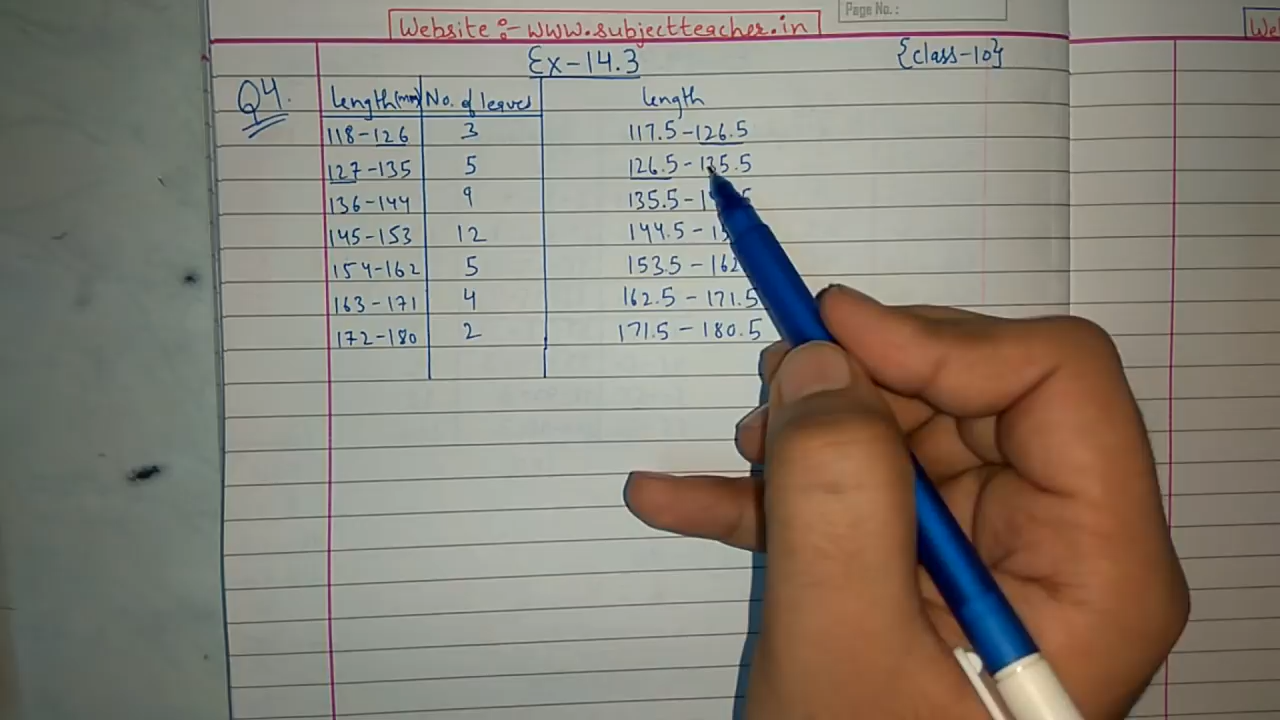 Page No.:
Website :- www.subjectteacher.in
We
Ex-14.3
{class-10}
Q4.
length(mm) No. of leaves length
118-126 3 117.5-126.5
127-135 5 126.5-135.5
136-144 9 135.5-
145-153 12 144.5-
154-162 5 153.5-162
163-171 4 162.5-171.5
172-180 2 171.5-180.5